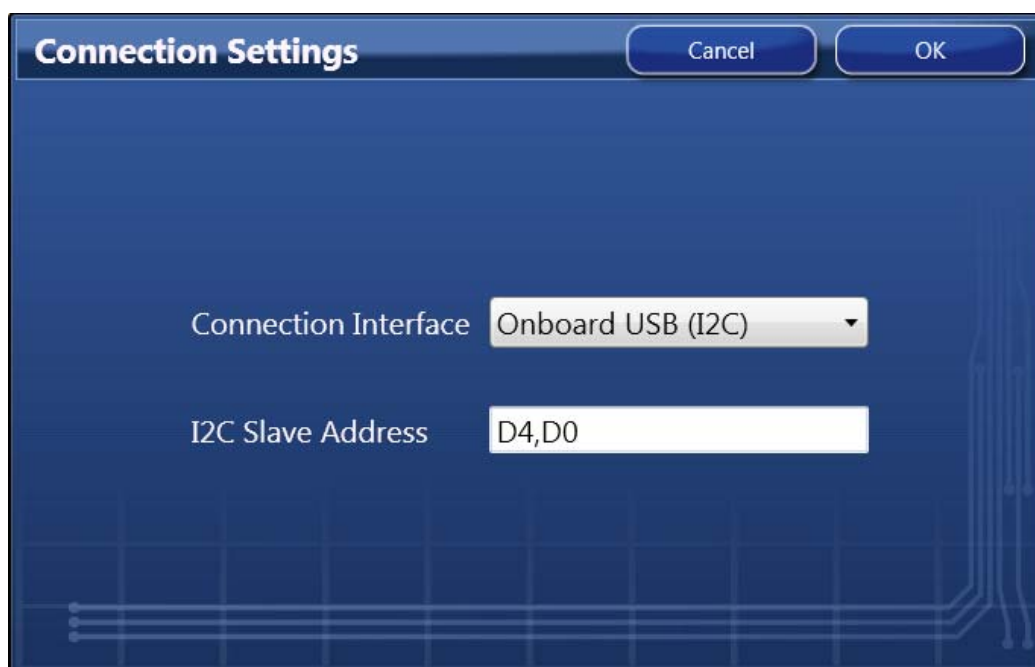 Connection Settings Cancel OK
Connection Interface Onboard USB (I2C)
I2C Slave Address D4,D0